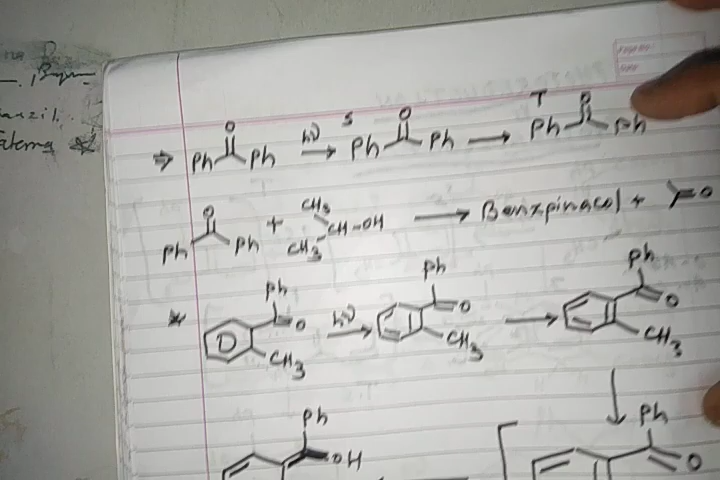 ⇒ Ph O Ph hν → S Ph O Ph → T Ph O Ph
Ph O Ph + CH3 CH3 CH-OH → Benzpinacol + =O
* Ph O CH3 hν → Ph O CH3 → Ph O CH3
Ph OH
Ph O